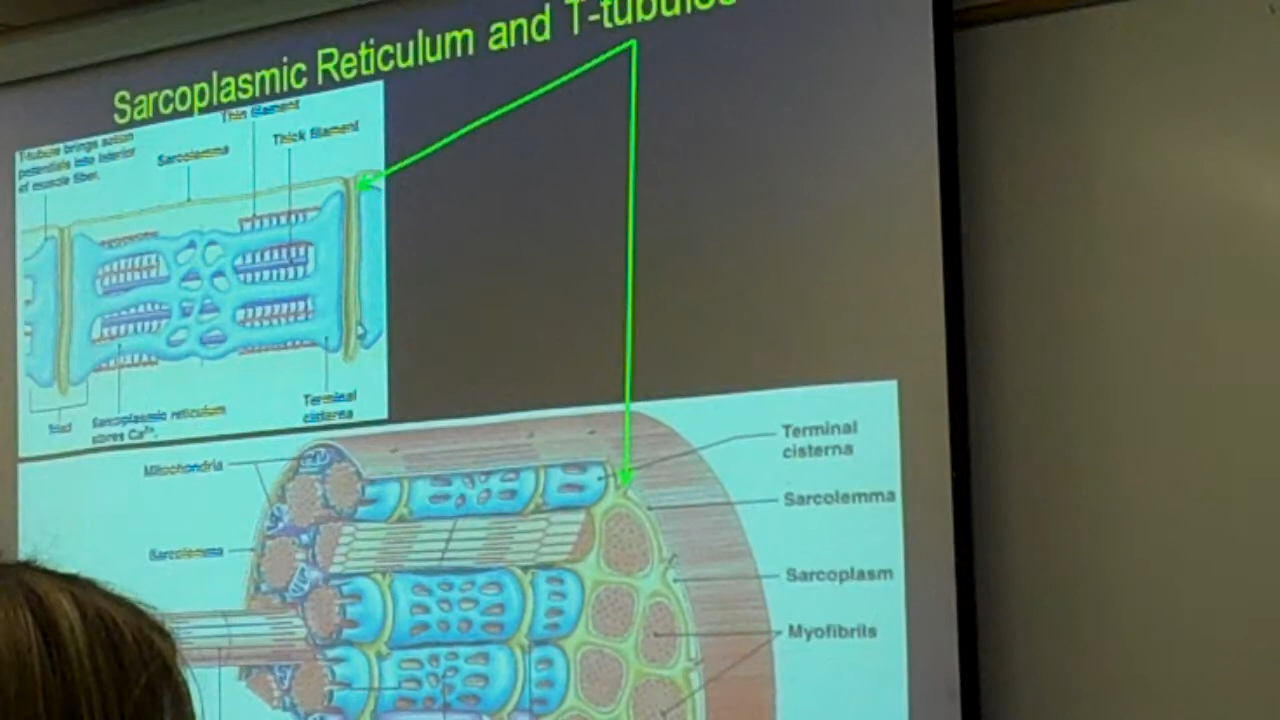 Sarcoplasmic Reticulum and T-tubules
Thin filament
T-tubule brings action
potentials into interior
of muscle fiber.
Sarcolemma
Thick filament
Triad
Sarcoplasmic reticulum
stores Ca²⁺.
Terminal
cisterna
Mitochondria
Sarcolemma
Terminal
cisterna
Sarcolemma
Sarcoplasm
Myofibrils